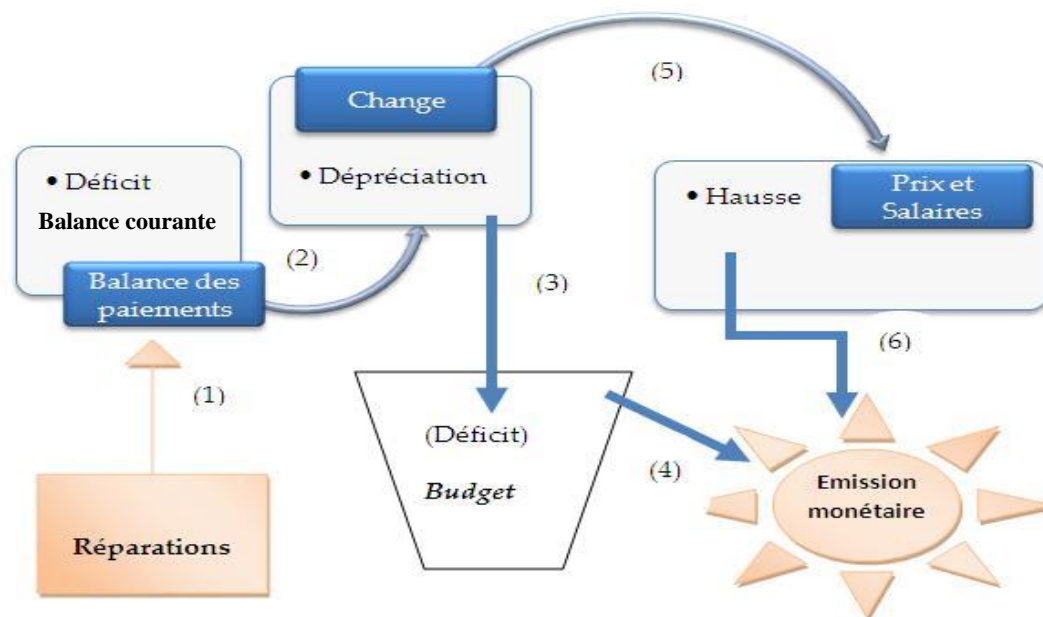 (5)
Change
• Dépréciation
• Déficit
Balance courante
Balance des
paiements
(2)
(3)
• Hausse
Prix et
Salaires
(6)
(1)
(Déficit)
Budget
(4)
Emission
monétaire
Réparations